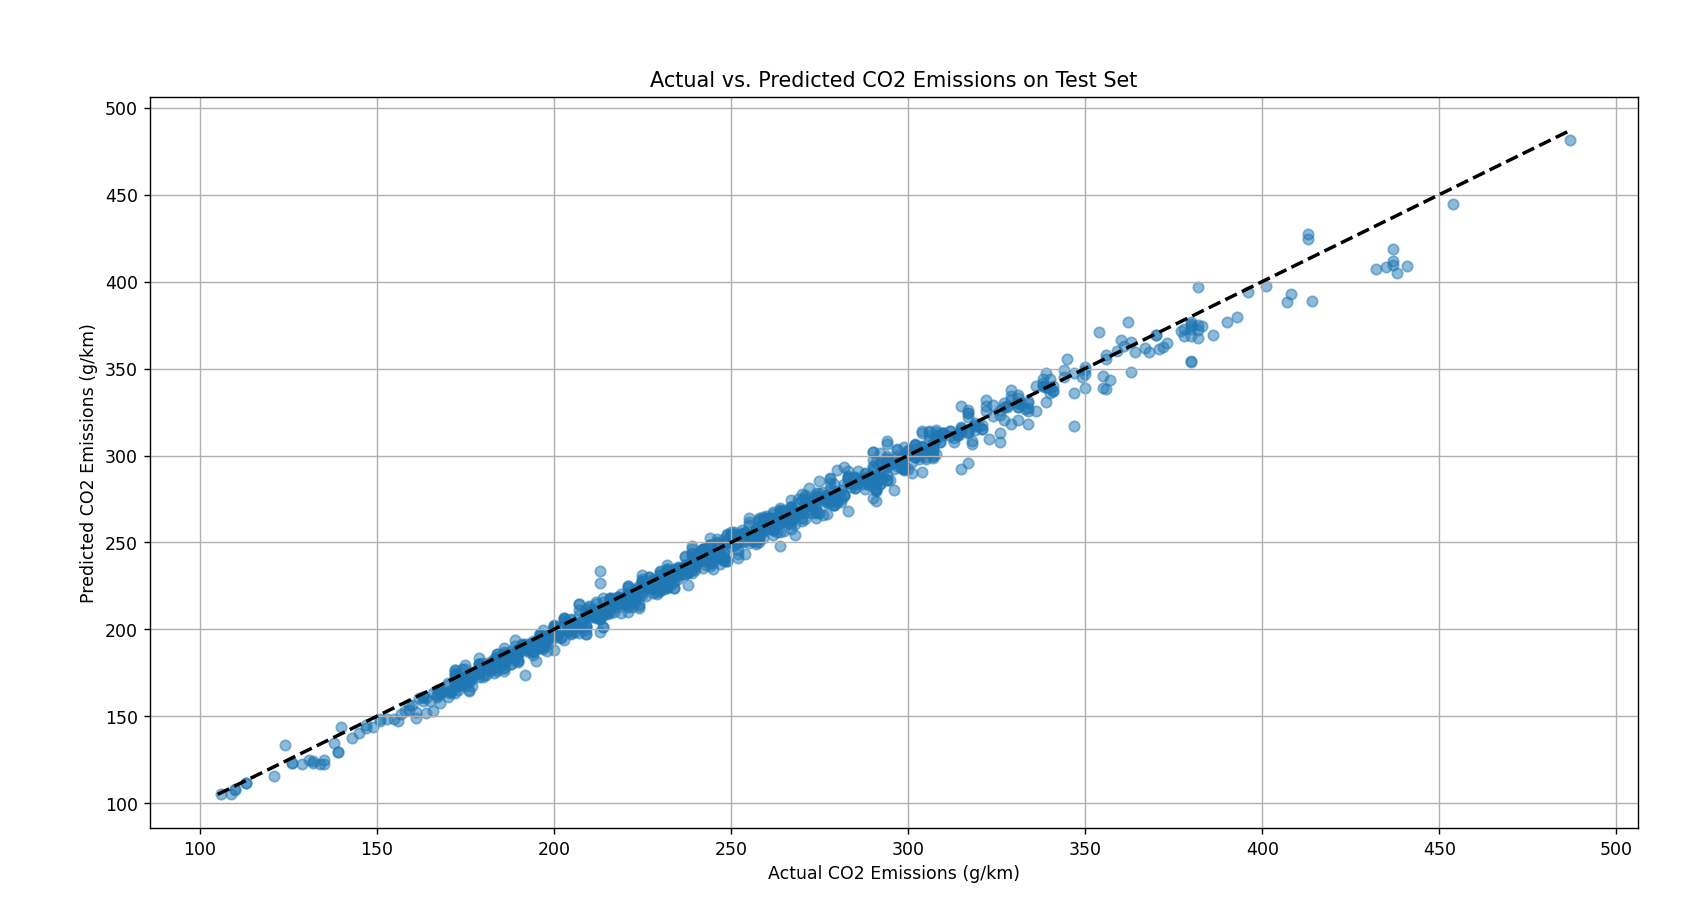 Actual vs. Predicted CO2 Emissions on Test Set
Predicted CO2 Emissions (g/km)
500
450
400
350
300
250
200
150
100
100 150 200 250 300 350 400 450 500
Actual CO2 Emissions (g/km)